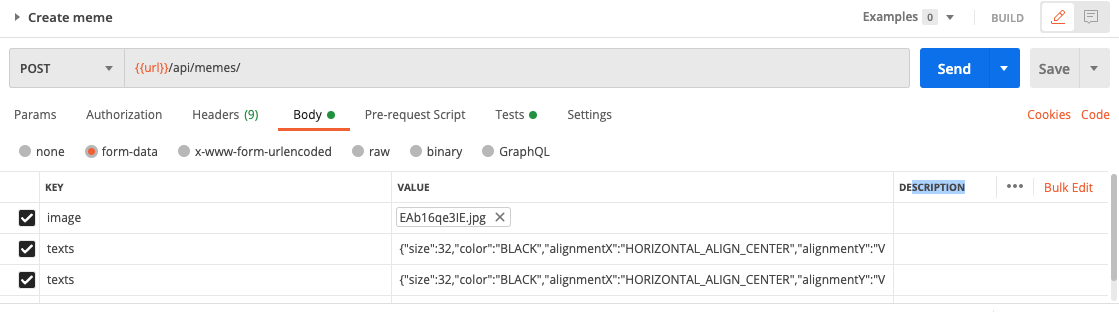 Create meme Examples 0 BUILD
POST {{url}}/api/memes/ Send Save
Params Authorization Headers (9) Body Pre-request Script Tests Settings Cookies Code
none form-data x-www-form-urlencoded raw binary GraphQL
KEY VALUE DESCRIPTION ••• Bulk Edit
image EAb16qe3IE.jpg
texts {"size":32,"color":"BLACK","alignmentX":"HORIZONTAL_ALIGN_CENTER","alignmentY":"V
texts {"size":32,"color":"BLACK","alignmentX":"HORIZONTAL_ALIGN_CENTER","alignmentY":"V